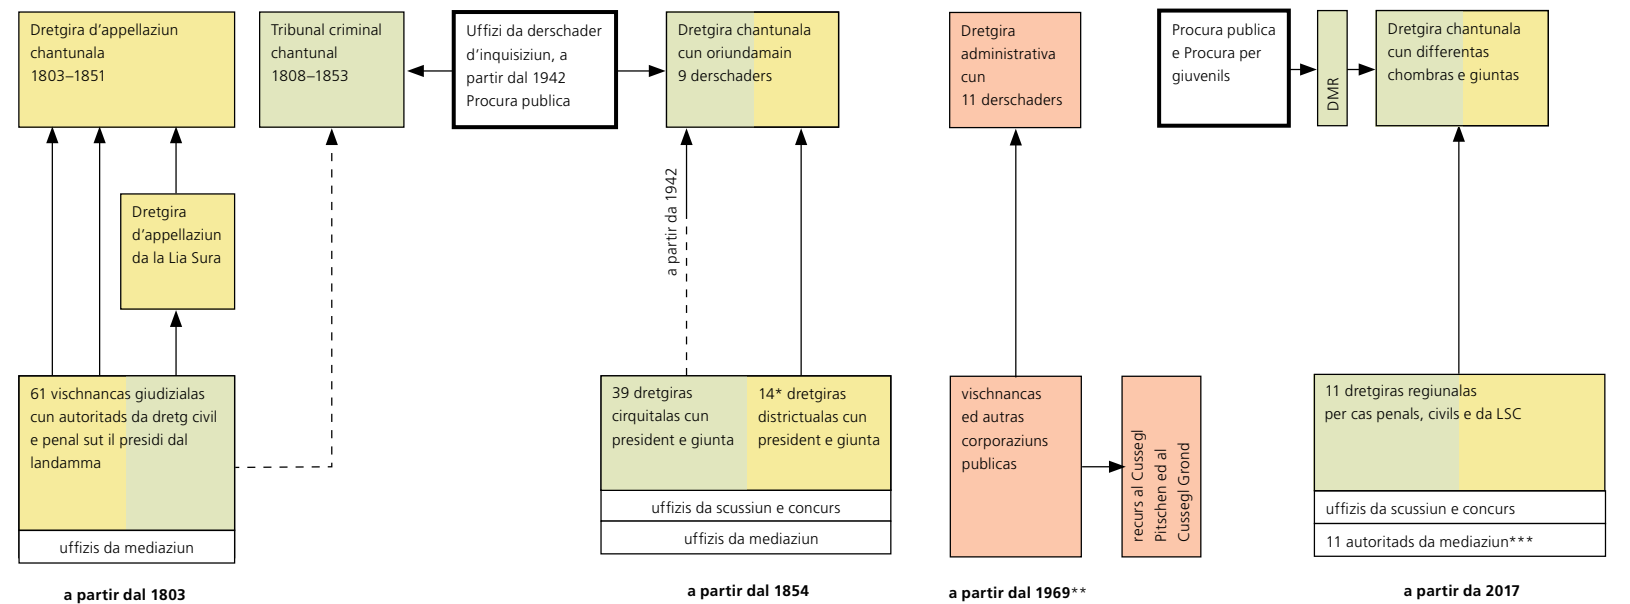 Dretgira d’appellaziun
chantunala
1803–1851
Tribunal criminal
chantunal
1808–1853
Uffizi da derschader
d’inquisiziun, a
partir dal 1942
Procura publica
Dretgira chantunala
cun oriundamain
9 derschaders
Dretgira
administrativa
cun
11 derschaders
Procura publica
e Procura per
giuvenils
DMR
Dretgira chantunala
cun differentas
chombras e giuntas
Dretgira
d’appellaziun
da la Lia Sura
a partir da 1942
61 vischnancas giudizialas
cun autoritads da dretg civil
e penal sut il presidi dal
landamma
uffizis da mediaziun
a partir dal 1803
39 dretgiras
cirquitalas cun
president e giunta
14* dretgiras
districtualas cun
president e giunta
uffizis da scussiun e concurs
uffizis da mediaziun
a partir dal 1854
vischnancas
ed autras
corporaziuns
publicas
recurs al Cussegl
Pitschen ed al
Cussegl Grond
a partir dal 1969**
11 dretgiras regiunalas
per cas penals, civils e da LSC
uffizis da scussiun e concurs
11 autoritads da mediaziun***
a partir da 2017